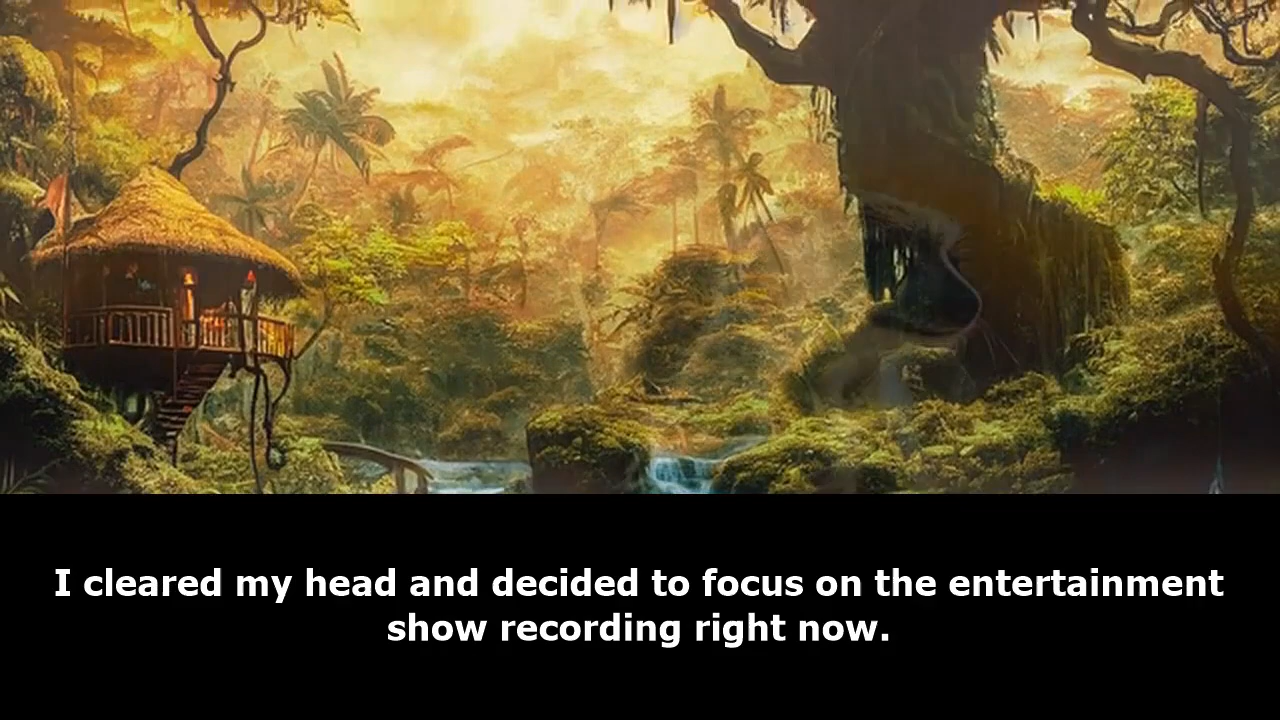 I cleared my head and decided to focus on the entertainment
show recording right now.